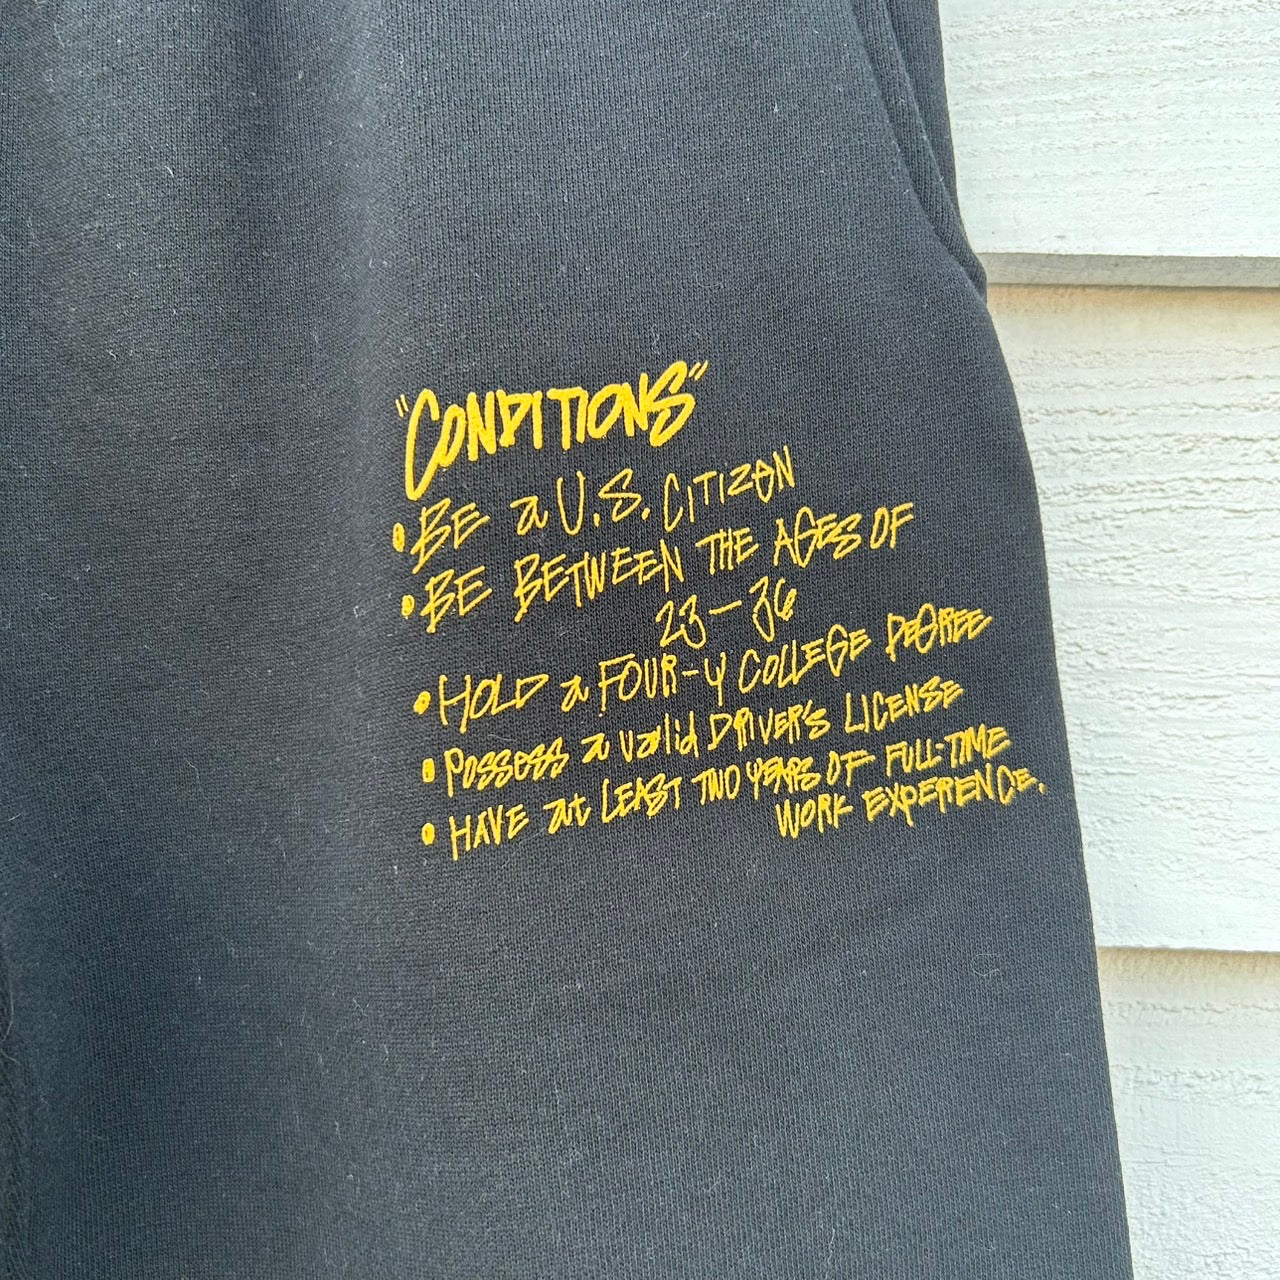 "CONDITIONS"
• BE a U.S. CITIZEN
• BE BETWEEN THE AGES OF
23-36
• HOLD a FOUR-Y COLLEGE DEGREE
• POSSESS a valid DRIVER'S LICENSE
• HAVE at LEAST TWO YEARS OF FULL-TIME
WORK EXPERIENCE.